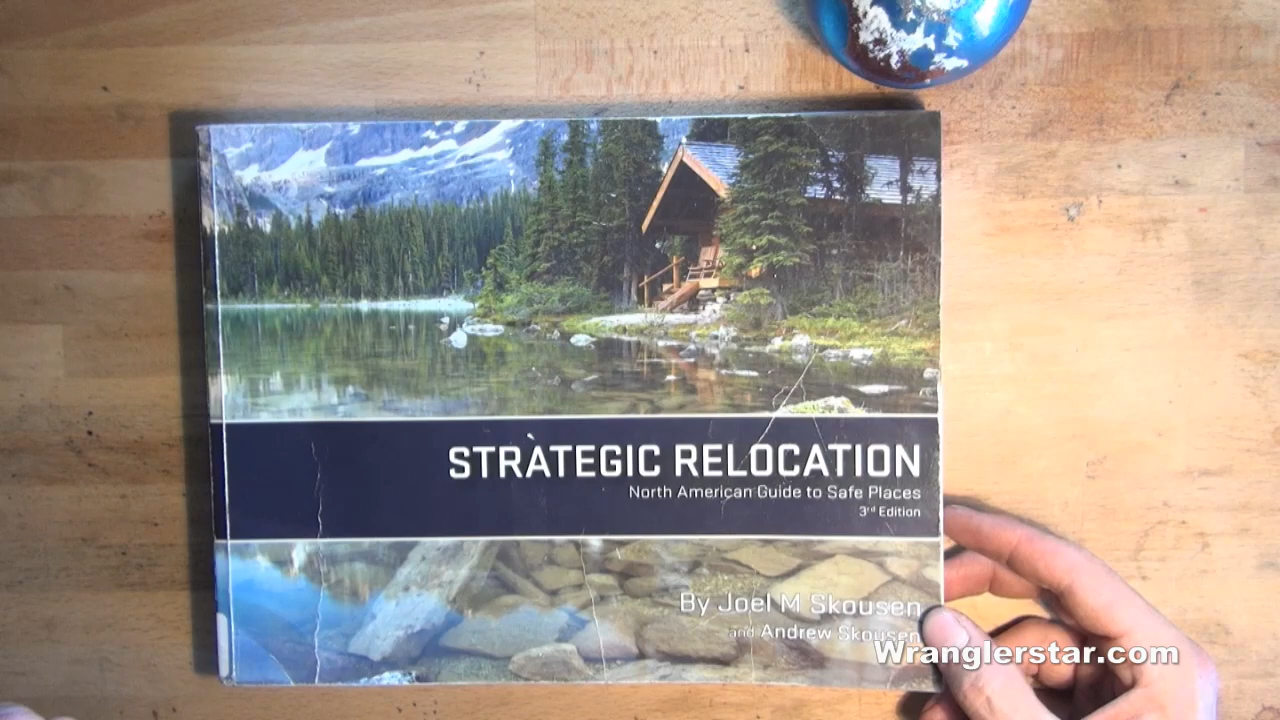 STRATEGIC RELOCATION
North American Guide to Safe Places
3rd Edition
By Joel M Skousen
and Andrew Skousen
Wranglerstar.com